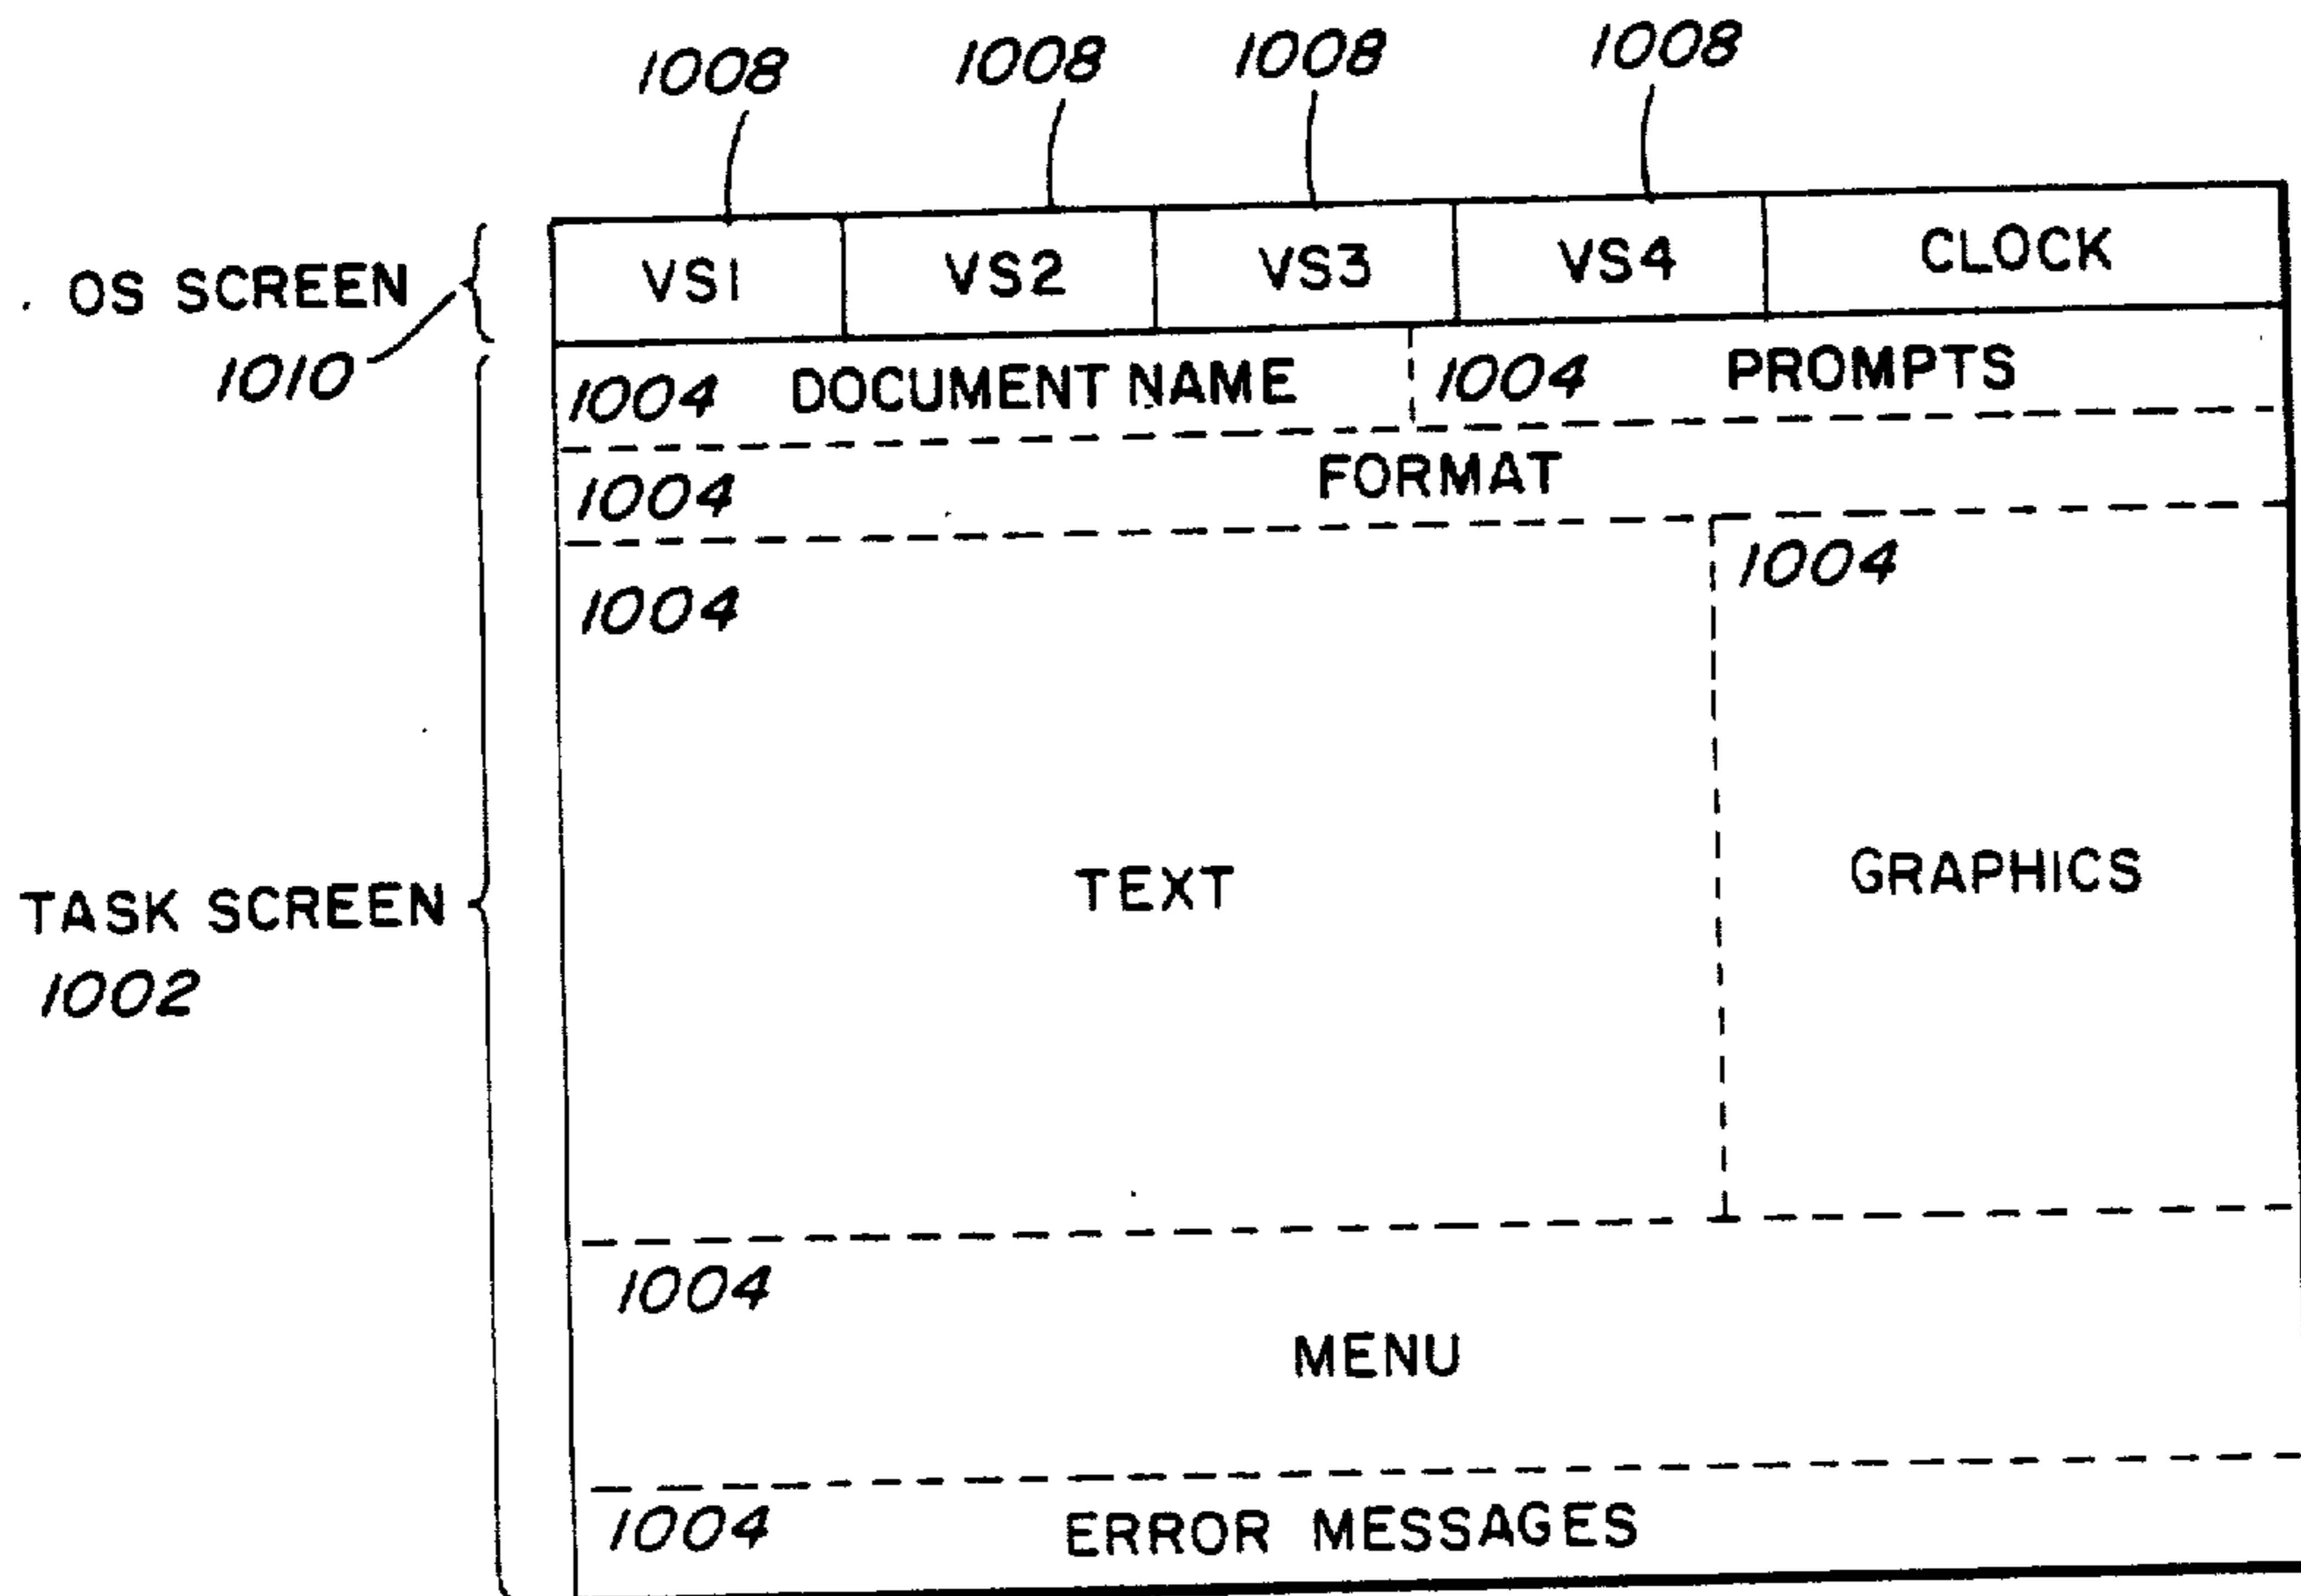 1008 1008 1008 1008
OS SCREEN
1010
VS1 VS2 VS3 VS4 CLOCK
1004 DOCUMENT NAME 1004 PROMPTS
1004 FORMAT
1004 1004
TASK SCREEN
1002
TEXT GRAPHICS
1004
MENU
1004 ERROR MESSAGES